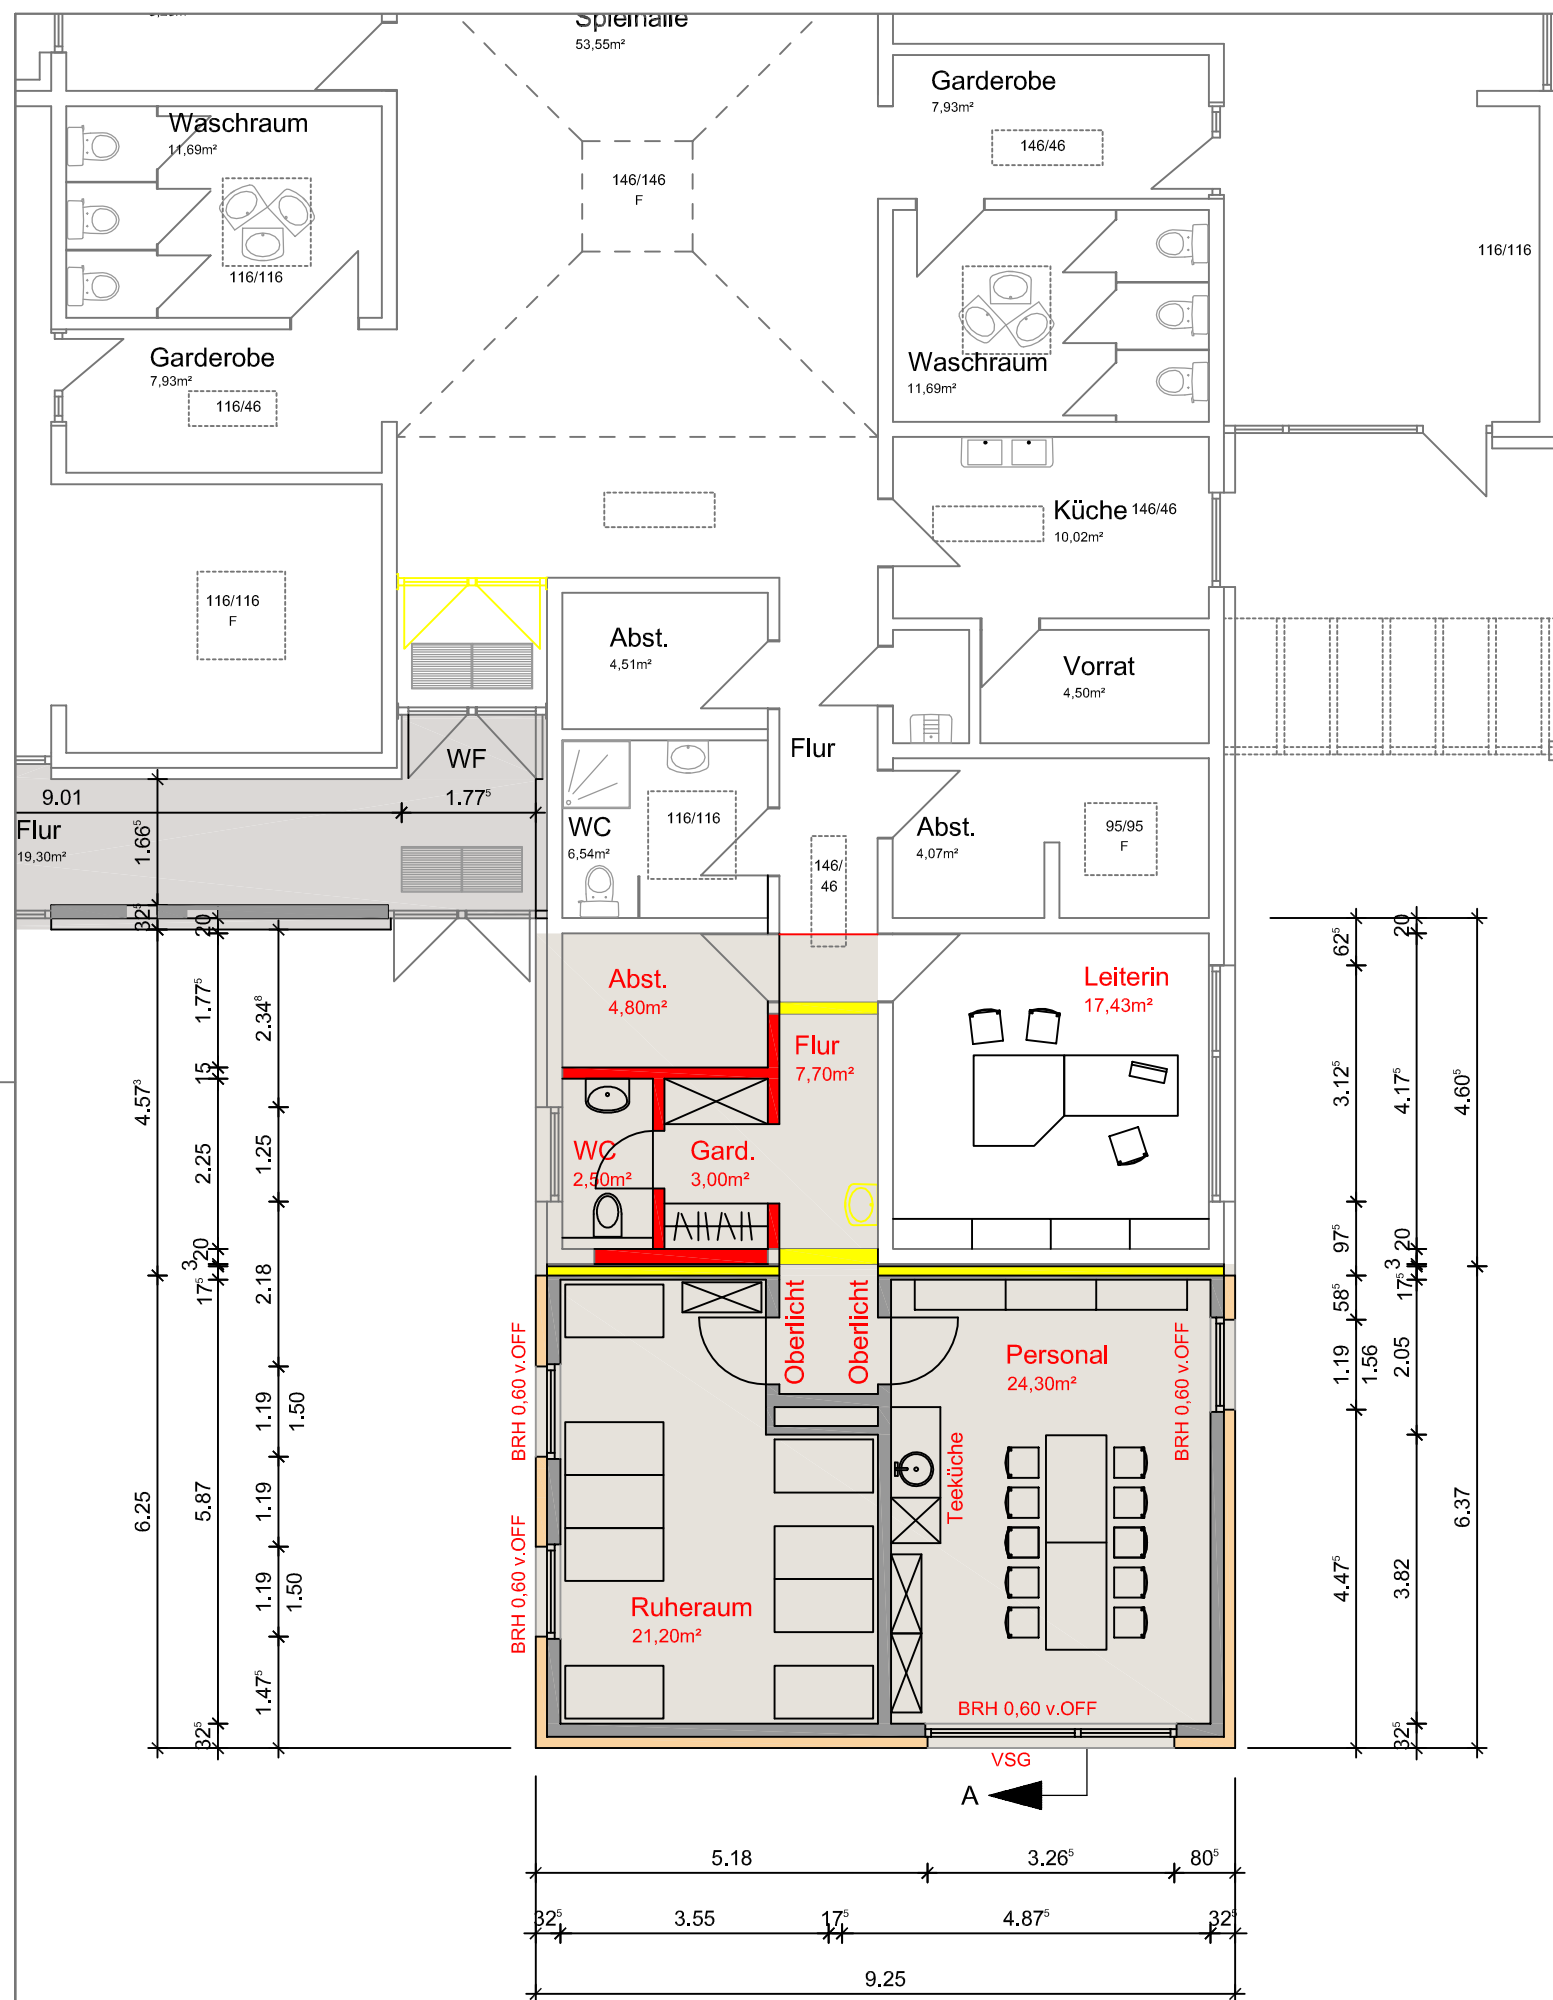 Spielhalle
53,55m²
Garderobe
7,93m²
146/46
Waschraum
11,69m²
146/146
F
116/116
116/116
Garderobe
7,93m²
116/46
Waschraum
11,69m²
Küche 146/46
10,02m²
116/116
F
Abst.
4,51m²
Vorrat
4,50m²
Flur
WF
9.01
1.77⁵
Flur
19,30m²
1.66⁵
WC
6,54m²
116/116
146/
46
Abst.
4,07m²
95/95
F
32⁵
20
62⁵
20
Abst.
4,80m²
Leiterin
17,43m²
1.77⁵
2.34⁸
Flur
7,70m²
15
4.57³
3.12⁵
4.17⁵
4.60⁵
2.25
1.25
WC
2,50m²
Gard.
3,00m²
20
3
17⁵
2.18
97⁵
20
3
17⁵
58⁵
Oberlicht
Oberlicht
BRH 0,60 v.OFF
BRH 0,60 v.OFF
Personal
24,30m²
1.19
1.56
2.05
1.19
1.50
Teeküche
6.25
5.87
1.19
BRH 0,60 v.OFF
6.37
4.47⁵
3.82
1.19
1.50
Ruheraum
21,20m²
1.47⁵
BRH 0,60 v.OFF
32⁵
32⁵
VSG
A
5.18
3.26⁵
80⁵
32⁵
3.55
17⁵
4.87⁵
32⁵
9.25